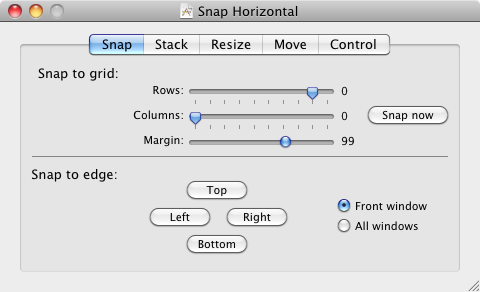 Snap Horizontal
Snap Stack Resize Move Control
Snap to grid:
Rows: 0
Columns: 0 Snap now
Margin: 99
Snap to edge:
Top
Left Right Front window
All windows
Bottom